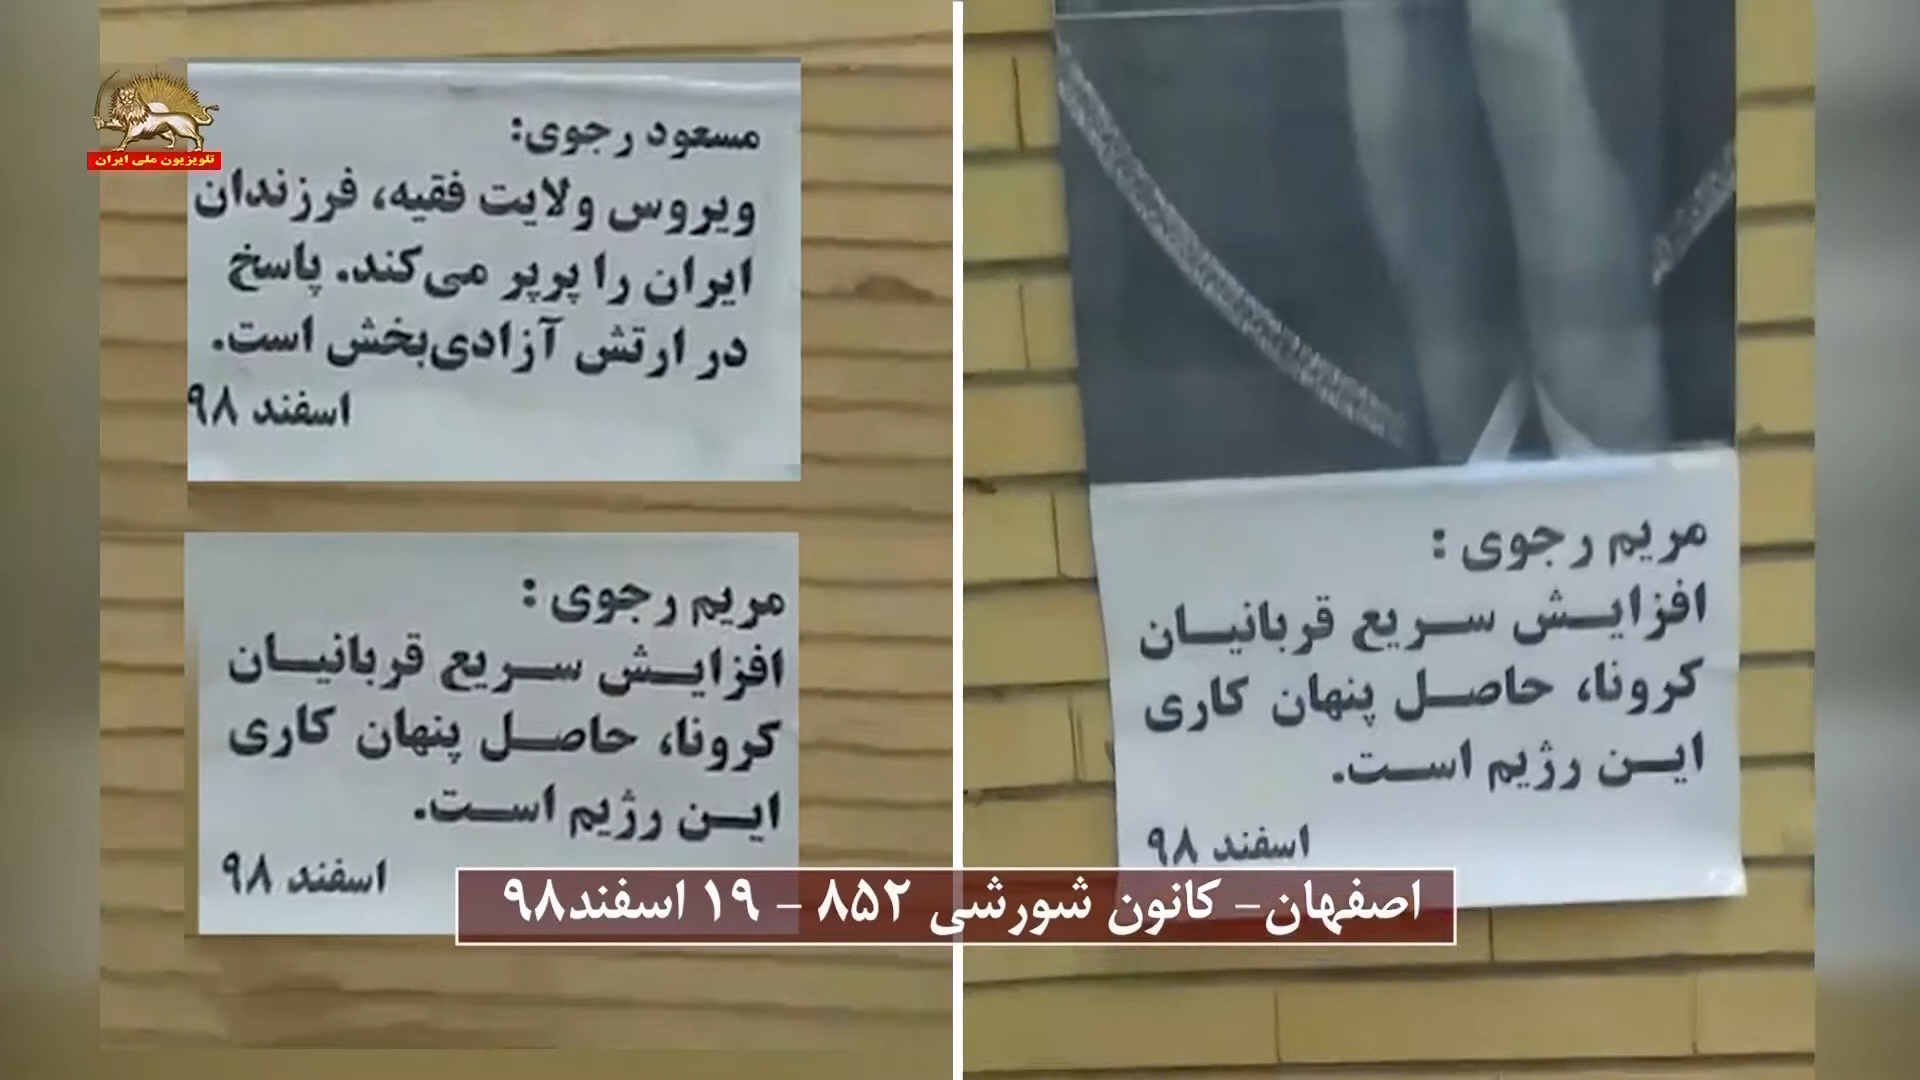 تلویزیون ملی ایران
مسعود رجوی:
ویروس ولایت فقیه، فرزندان
ایران را پرپر می‌کند. پاسخ
در ارتش آزادی‌بخش است.
اسفند ۹۸
مریم رجوی :
افزایش سریع قربانیان
کرونا، حاصل پنهان کاری
این رژیم است.
اسفند ۹۸
مریم رجوی :
افزایش سریع قربانیان
کرونا، حاصل پنهان کاری
این رژیم است.
اسفند ۹۸
اصفهان- کانون شورشی ۸۵۲ - ۱۹ اسفند۹۸